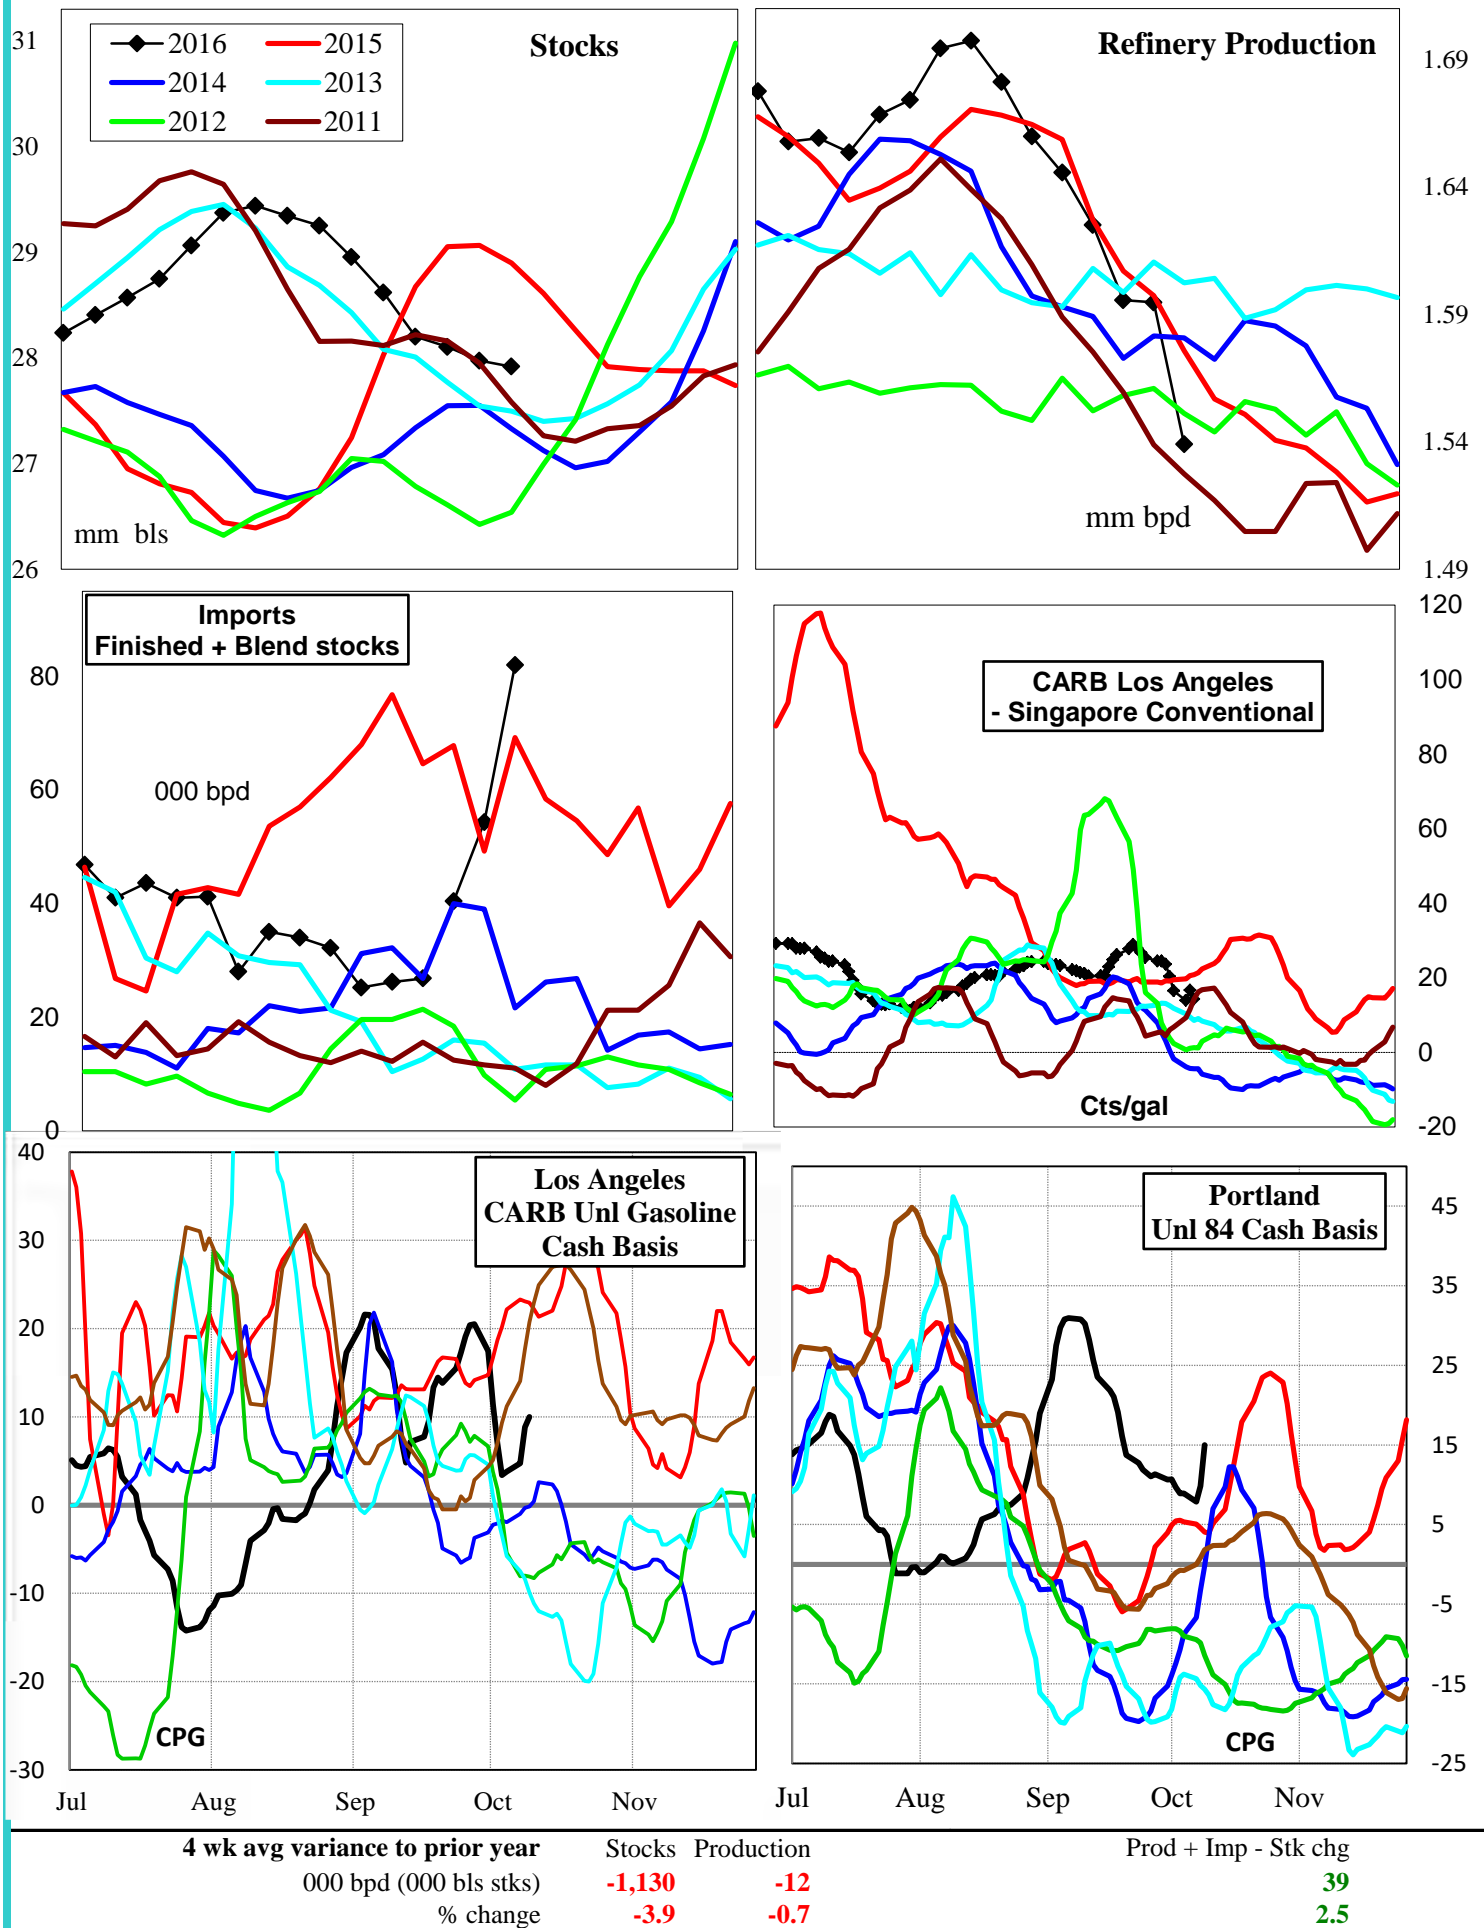 Stocks
2016
2015
2014
2013
2012
2011
31
30
29
28
27
26
mm bls
Refinery Production
1.69
1.64
1.59
1.54
1.49
mm bpd
Imports
Finished + Blend stocks
80
60
40
20
0
000 bpd
CARB Los Angeles
- Singapore Conventional
120
100
80
60
40
20
0
-20
Cts/gal
Los Angeles
CARB Unl Gasoline
Cash Basis
40
30
20
10
0
-10
-20
-30
CPG
Jul Aug Sep Oct Nov
Portland
Unl 84 Cash Basis
45
35
25
15
5
-5
-15
-25
CPG
Jul Aug Sep Oct Nov
4 wk avg variance to prior year Stocks Production Prod + Imp - Stk chg
000 bpd (000 bls stks) -1,130 -12 39
% change -3.9 -0.7 2.5